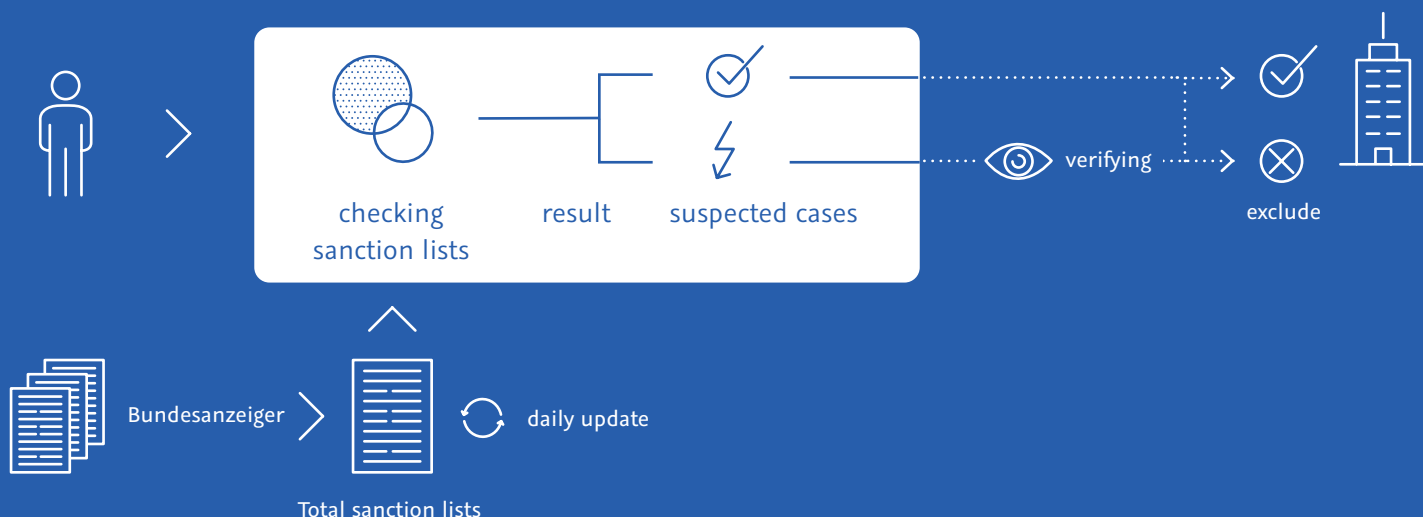 verifying
checking
sanction lists
result
suspected cases
exclude
Bundesanzeiger
daily update
Total sanction lists